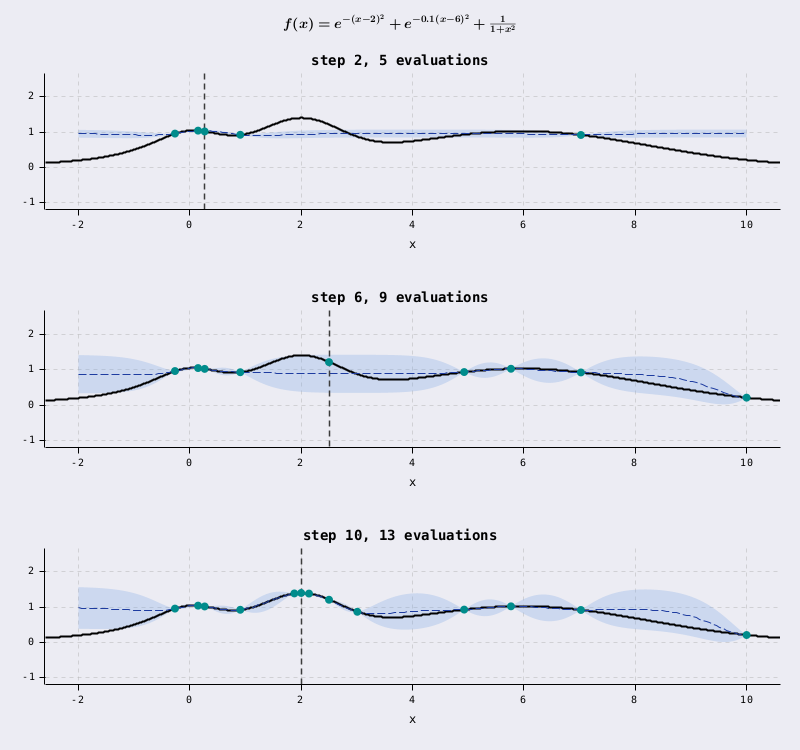 f(x) = e^{-(x-2)^2} + e^{-0.1(x-6)^2} + \frac{1}{1+x^2}
step 2, 5 evaluations
2
1
0
-1
-2 0 2 4 6 8 10
x
step 6, 9 evaluations
2
1
0
-1
-2 0 2 4 6 8 10
x
step 10, 13 evaluations
2
1
0
-1
-2 0 2 4 6 8 10
x